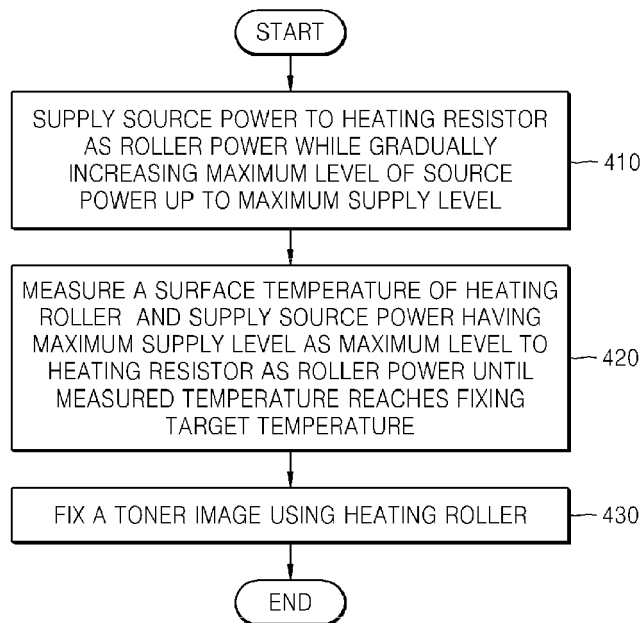 START
SUPPLY SOURCE POWER TO HEATING RESISTOR
AS ROLLER POWER WHILE GRADUALLY
INCREASING MAXIMUM LEVEL OF SOURCE
POWER UP TO MAXIMUM SUPPLY LEVEL
410
MEASURE A SURFACE TEMPERATURE OF HEATING
ROLLER AND SUPPLY SOURCE POWER HAVING
MAXIMUM SUPPLY LEVEL AS MAXIMUM LEVEL TO
HEATING RESISTOR AS ROLLER POWER UNTIL
MEASURED TEMPERATURE REACHES FIXING
TARGET TEMPERATURE
420
FIX A TONER IMAGE USING HEATING ROLLER
430
END